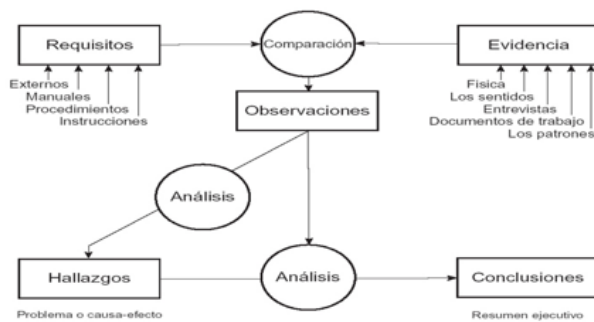 Requisitos
Comparación
Evidencia
Externos
Manuales
Procedimientos
Instrucciones
Física
Los sentidos
Entrevistas
Documentos de trabajo
Los patrones
Observaciones
Análisis
Hallazgos
Análisis
Conclusiones
Problema o causa-efecto
Resumen ejecutivo